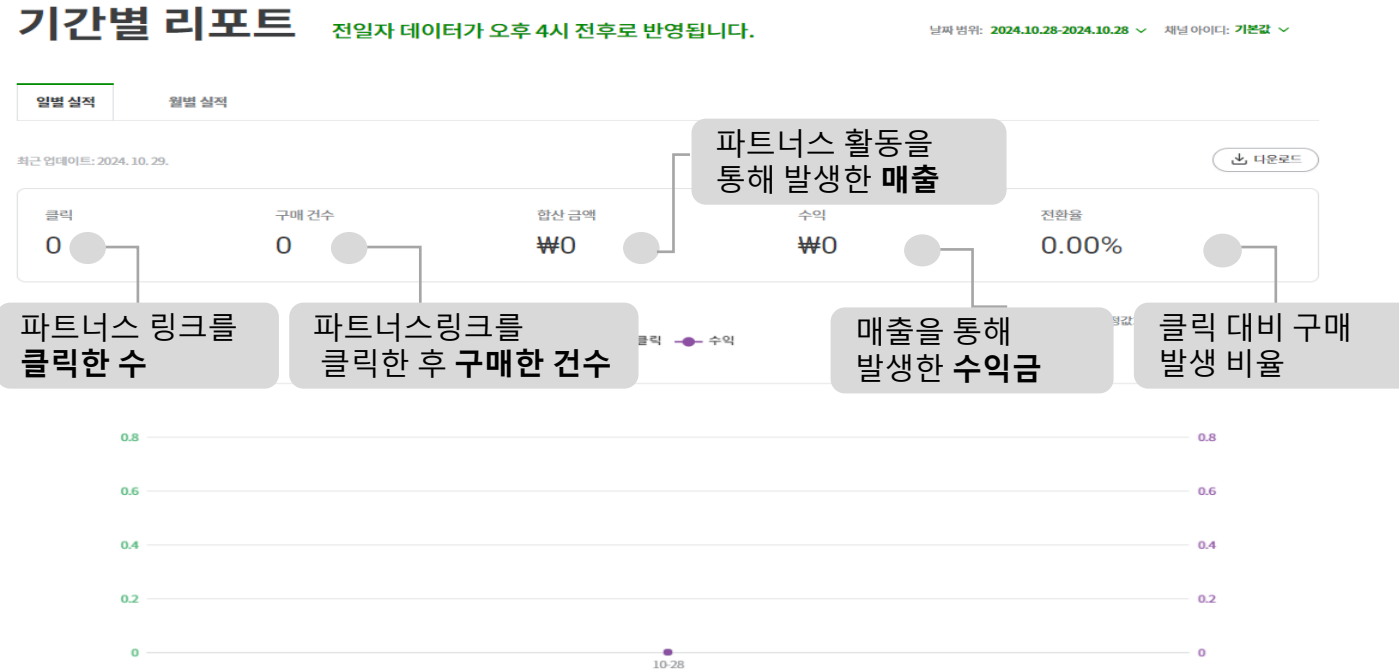 기간별 리포트 전일자 데이터가 오후 4시 전후로 반영됩니다.
날짜 범위: 2024.10.28-2024.10.28 채널 아이디: 기본값
일별 실적 월별 실적
최근 업데이트: 2024. 10. 29.
다운로드
파트너스 활동을
통해 발생한 매출
클릭 구매 건수 합산 금액 수익 전환율
0 0 ₩0 ₩0 0.00%
파트너스 링크를
클릭한 수
파트너스링크를
클릭한 후 구매한 건수
클릭 수익
매출을 통해
발생한 수익금
클릭 대비 구매
발생 비율
0.8 0.8
0.6 0.6
0.4 0.4
0.2 0.2
0 0
10-28